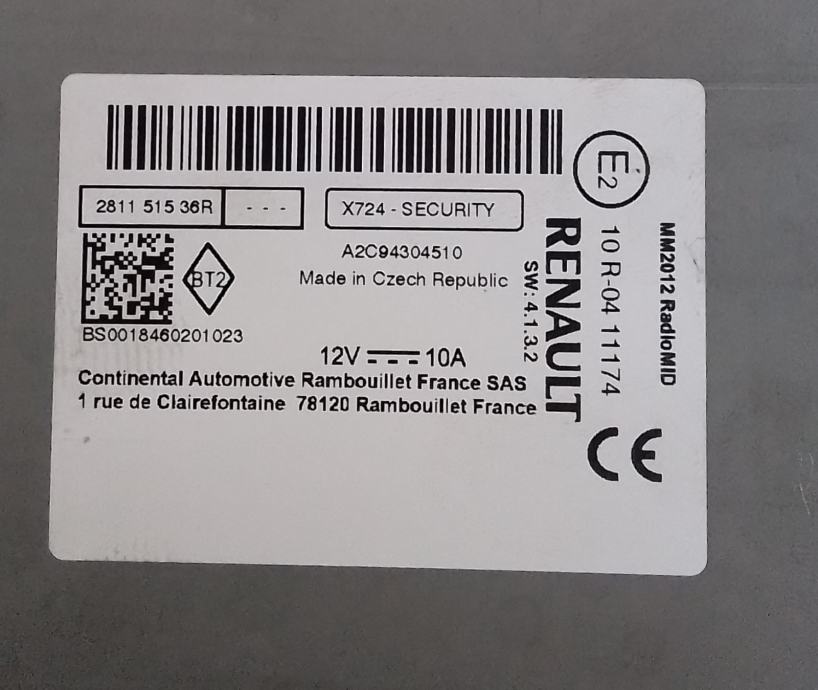 2811 515 36R
- - -
X724 - SECURITY
BT2
A2C94304510
Made in Czech Republic
BS0018460201023
12V 10A
Continental Automotive Rambouillet France SAS
1 rue de Clairefontaine 78120 Rambouillet France
E2
10 R-04 11174
MM2012 RadioMID
RENAULT
SW: 4.1.3.2
CE